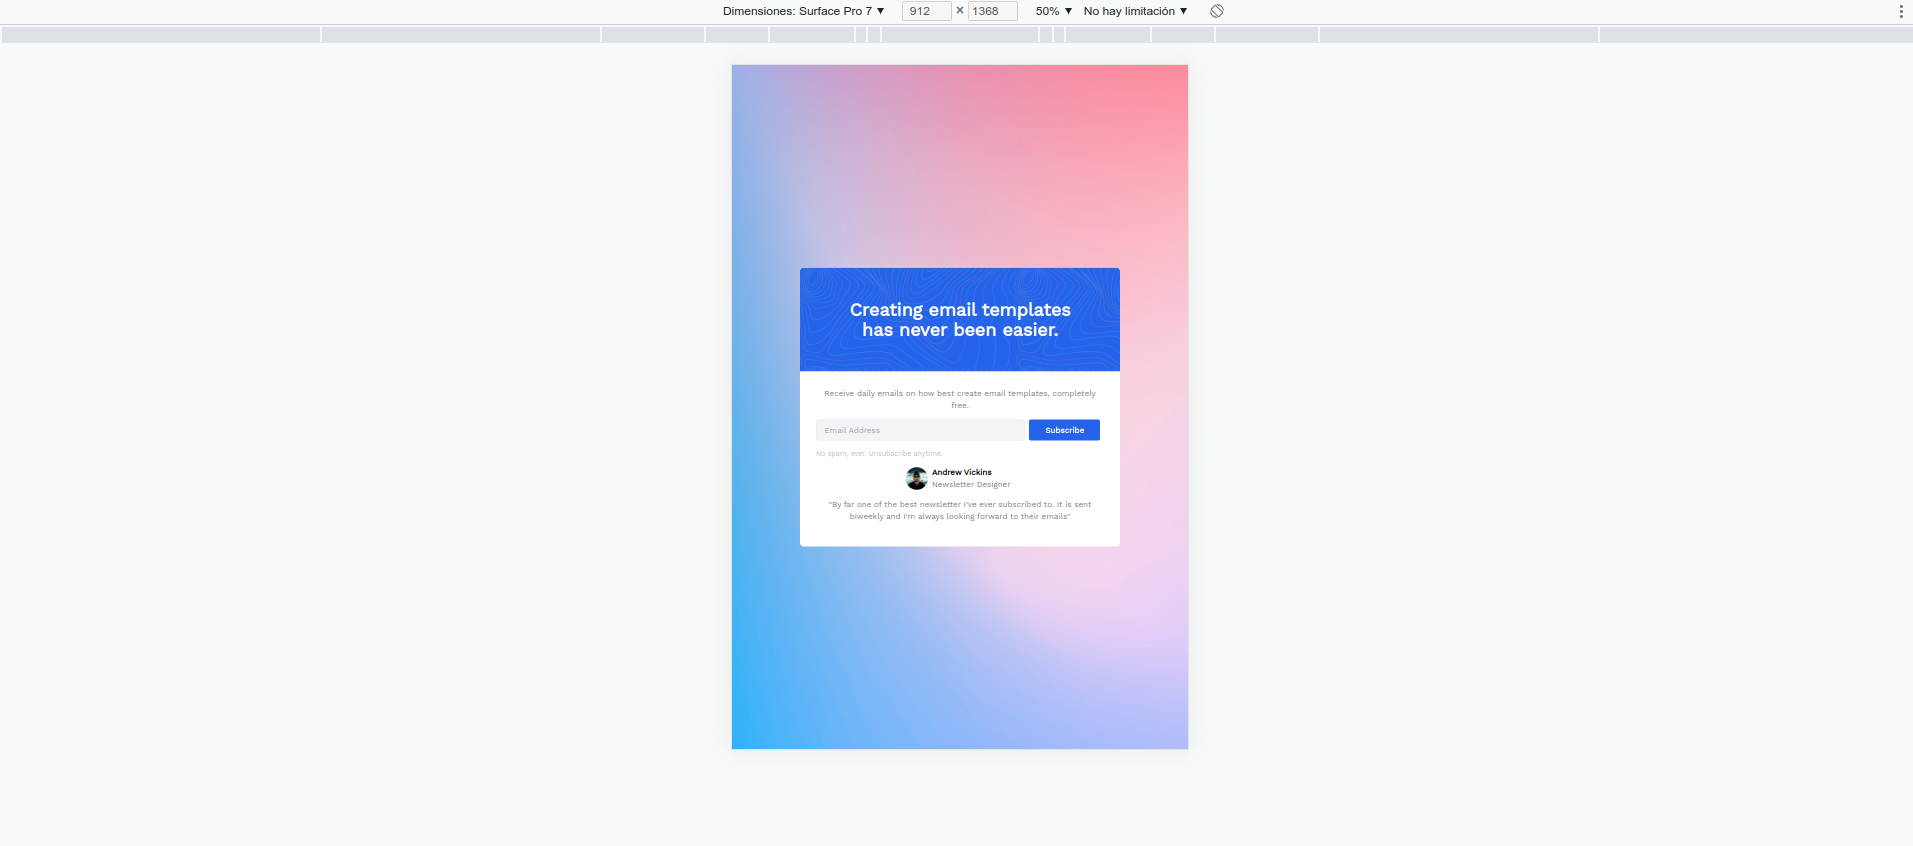 Dimensiones: Surface Pro 7 ▼ 912 × 1368 50% ▼ No hay limitación ▼
Creating email templates
has never been easier.
Receive daily emails on how best create email templates, completely
free.
Email Address Subscribe
No spam, ever. Unsubscribe anytime.
Andrew Vickins
Newsletter Designer
"By far one of the best newsletter I've ever subscribed to. It is sent
biweekly and I'm always looking forward to their emails"